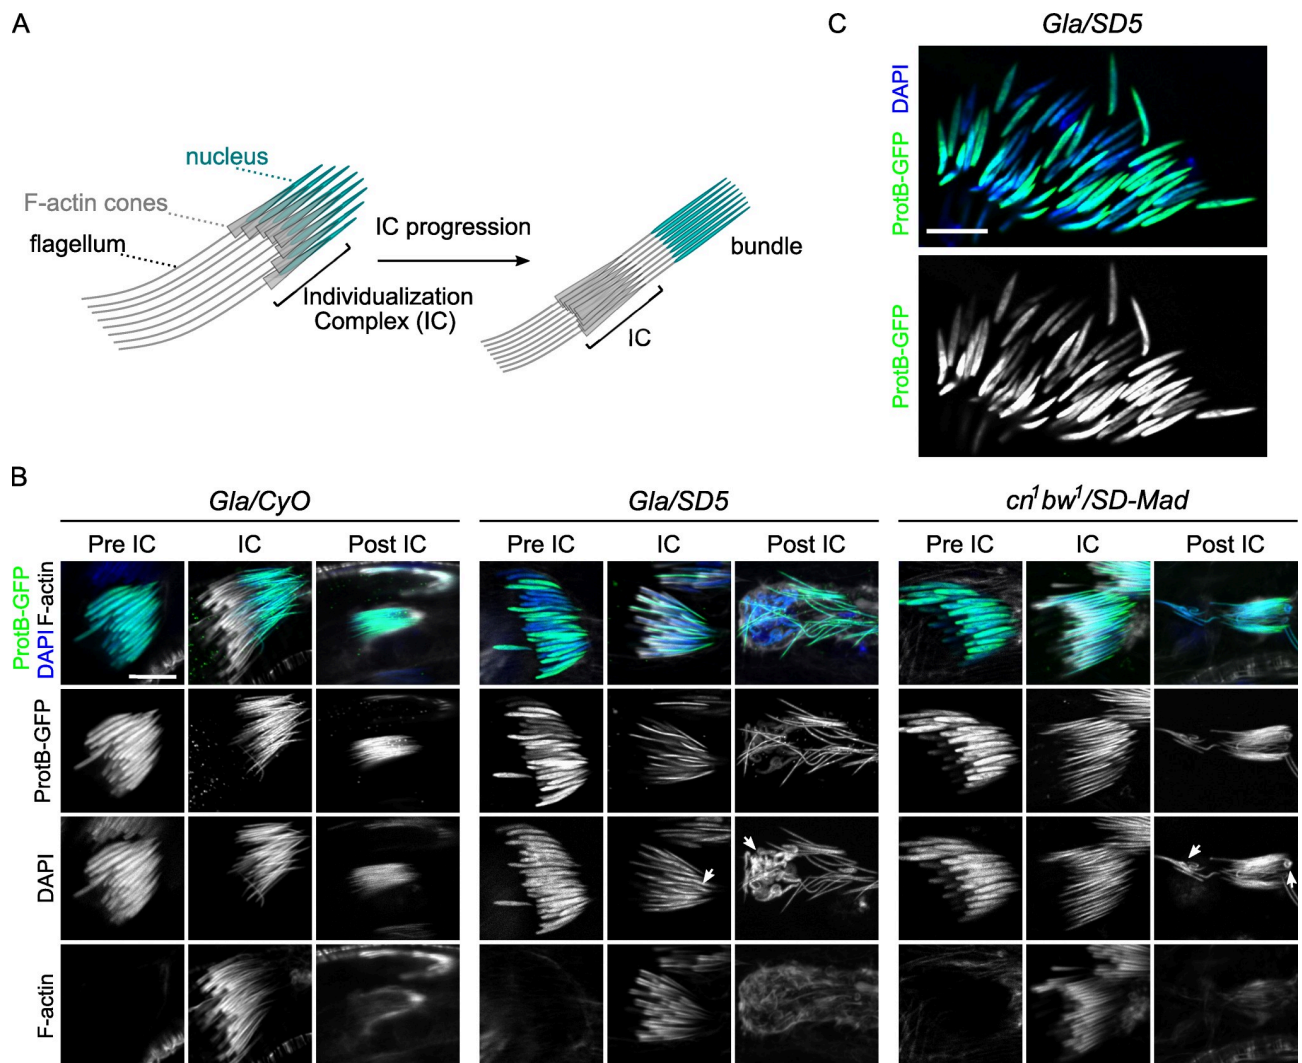 A
nucleus
F-actin cones
flagellum
Individualization
Complex (IC)
IC progression
bundle
IC
C
Gla/SD5
ProtB-GFP DAPI
ProtB-GFP
B
Gla/CyO
Gla/SD5
cn¹ bw¹/SD-Mad
Pre IC
IC
Post IC
Pre IC
IC
Post IC
Pre IC
IC
Post IC
ProtB-GFP
DAPI F-actin
ProtB-GFP
DAPI
F-actin